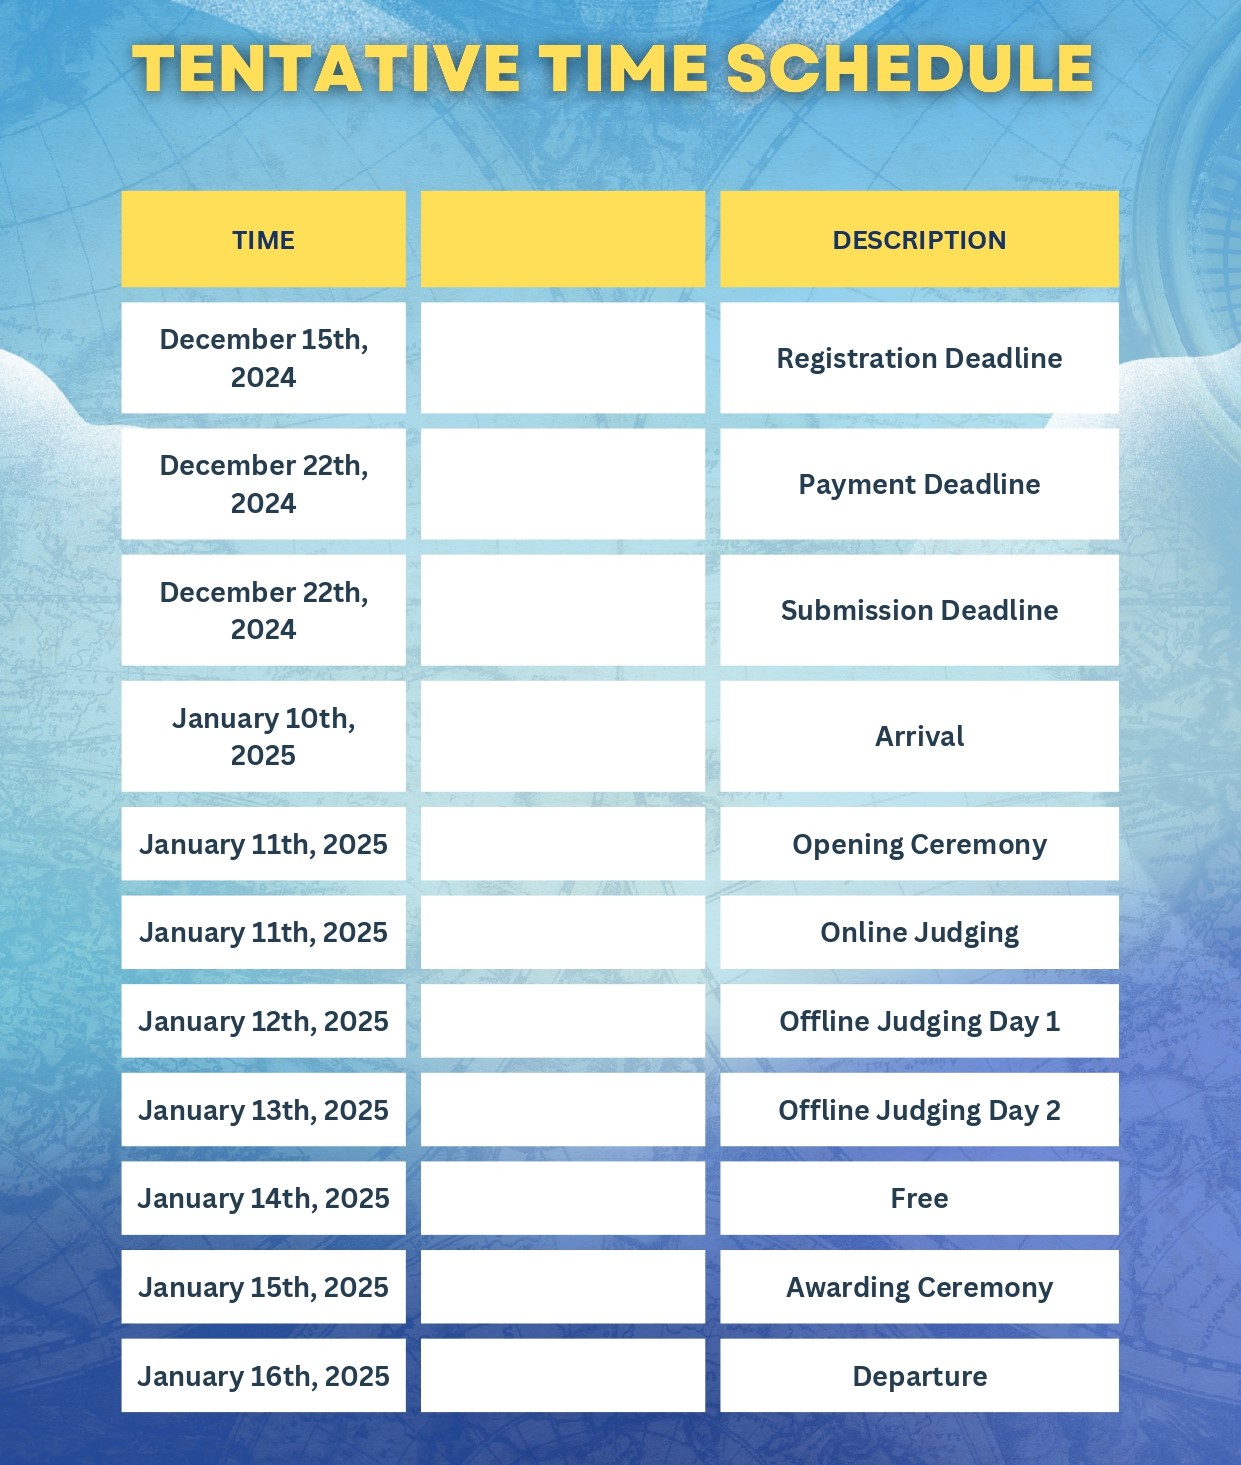 TENTATIVE TIME SCHEDULE
TIME
DESCRIPTION
December 15th,
2024
Registration Deadline
December 22th,
2024
Payment Deadline
December 22th,
2024
Submission Deadline
January 10th,
2025
Arrival
January 11th, 2025
Opening Ceremony
January 11th, 2025
Online Judging
January 12th, 2025
Offline Judging Day 1
January 13th, 2025
Offline Judging Day 2
January 14th, 2025
Free
January 15th, 2025
Awarding Ceremony
January 16th, 2025
Departure